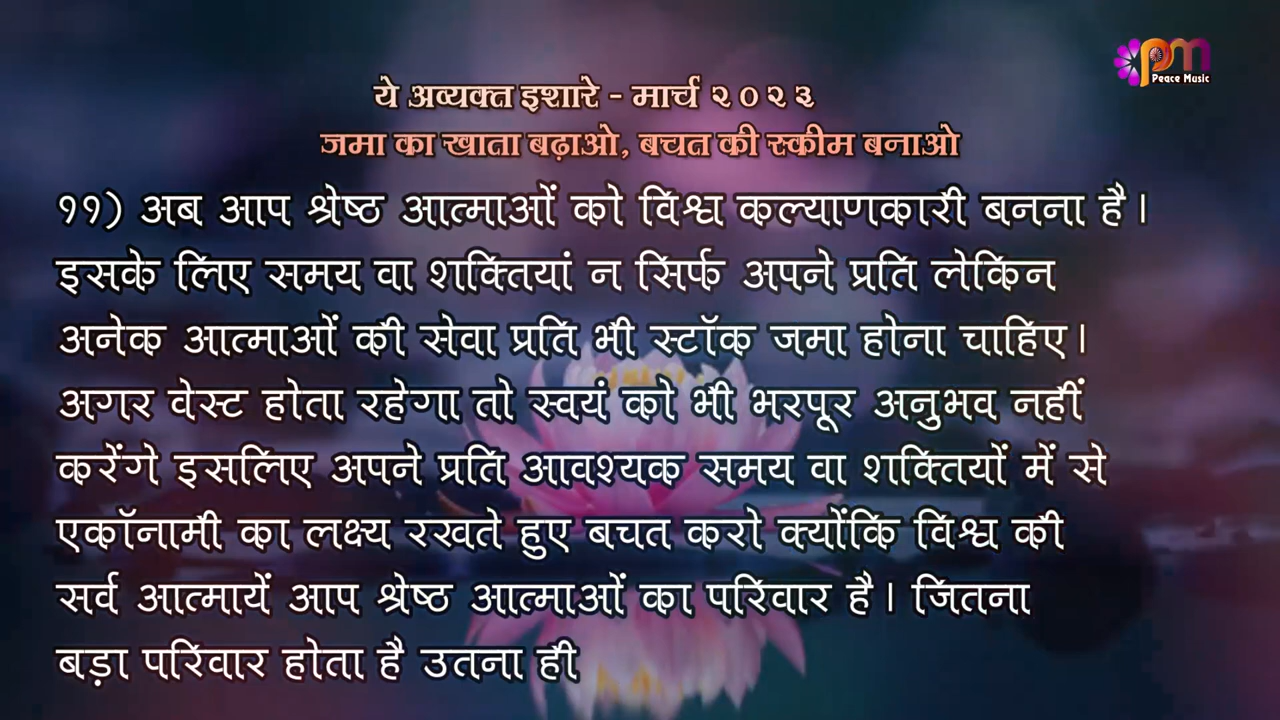 pm
Peace Music
ये अव्यक्त इशारे - मार्च २०२३
जमा का खाता बढ़ाओ, बचत की स्कीम बनाओ
११) अब आप श्रेष्ठ आत्माओं को विश्व कल्याणकारी बनना है।
इसके लिए समय वा शक्तियां न सिर्फ अपने प्रति लेकिन
अनेक आत्माओं की सेवा प्रति भी स्टॉक जमा होना चाहिए।
अगर वेस्ट होता रहेगा तो स्वयं को भी भरपूर अनुभव नहीं
करेंगे इसलिए अपने प्रति आवश्यक समय वा शक्तियों में से
एकॉनामी का लक्ष्य रखते हुए बचत करो क्योंकि विश्व की
सर्व आत्मायें आप श्रेष्ठ आत्माओं का परिवार है। जितना
बड़ा परिवार होता है उतना ही